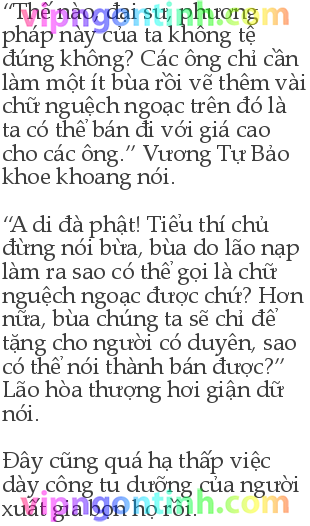 “Thế nào, đại sư, phương
pháp này của ta không tệ
đúng không? Các ông chỉ cần
làm một ít bùa rồi vẽ thêm vài
chữ nguệch ngoạc trên đó là
ta có thể bán đi với giá cao
cho các ông.” Vương Tự Bảo
khoe khoang nói.

“A di đà phật! Tiểu thí chủ
đừng nói bừa, bùa do lão nạp
làm ra sao có thể gọi là chữ
nguệch ngoạc được chứ? Hơn
nữa, bùa chúng ta sẽ chỉ để
tặng cho người có duyên, sao
có thể nói thành bán được?”
Lão hòa thượng hơi giận dữ
nói.

Đây cũng quá hạ thấp việc
dày công tu dưỡng của người
xuất gia bọn họ rồi.
vipngontinh.com
vipngontinh.com